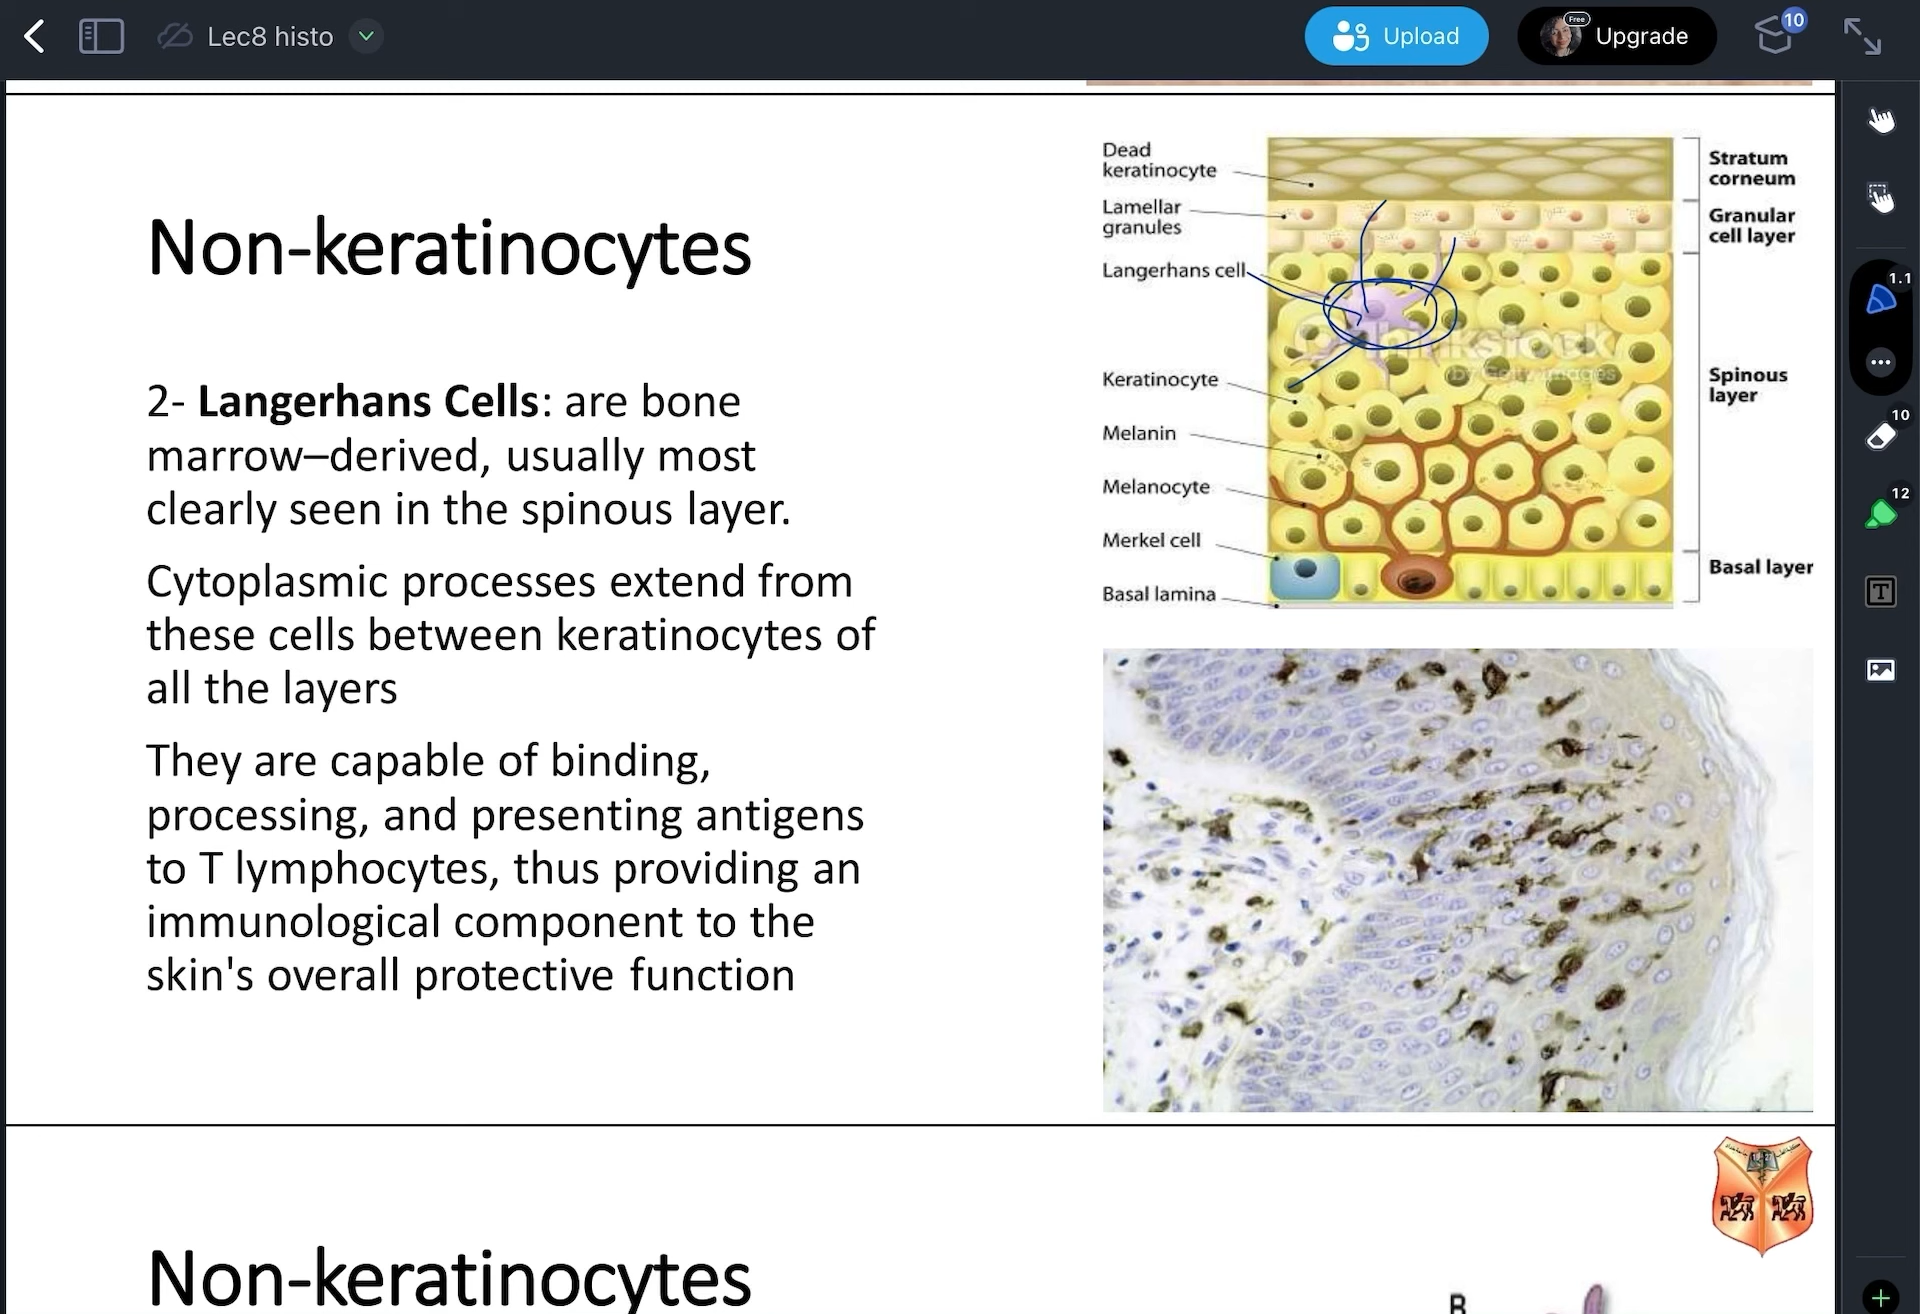 Lec8 histo
Upload
Free
Upgrade
10
Non-keratinocytes
2- Langerhans Cells: are bone
marrow–derived, usually most
clearly seen in the spinous layer.
Cytoplasmic processes extend from
these cells between keratinocytes of
all the layers
They are capable of binding,
processing, and presenting antigens
to T lymphocytes, thus providing an
immunological component to the
skin's overall protective function
Dead
keratinocyte
Lamellar
granules
Langerhans cell
Keratinocyte
Melanin
Melanocyte
Merkel cell
Basal lamina
Stratum
corneum
Granular
cell layer
Spinous
layer
Basal layer
thinkstock
by Getty Images
1.1
10
12
T
Non-keratinocytes
B